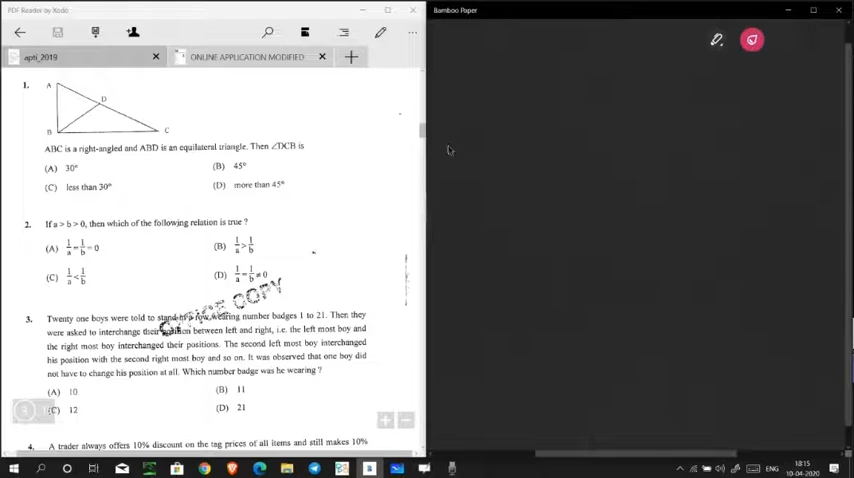 PDF Reader by Xodo
Bamboo Paper
apti_2019
ONLINE APPLICATION MODIFIED
1.
A
D
B
C
ABC is a right-angled and ABD is an equilateral triangle. Then ∠DCB is
(A) 30° (B) 45°
(C) less than 30° (D) more than 45°
2. If a > b > 0, then which of the following relation is true ?
(A) 1/a = 1/b = 0 (B) 1/a > 1/b
(C) 1/a < 1/b (D) 1/a = 1/b ≠ 0
OFFICE COPY
3. Twenty one boys were told to stand in a row wearing number badges 1 to 21. Then they
were asked to interchange their position between left and right, i.e. the left most boy and
the right most boy interchanged their positions. The second left most boy interchanged
his position with the second right most boy and so on. It was observed that one boy did
not have to change his position at all. Which number badge was he wearing ?
(A) 10 (B) 11
(C) 12 (D) 21
3
4. A trader always offers 10% discount on the tag prices of all items and still makes 10%
ENG
18:15
10-04-2020